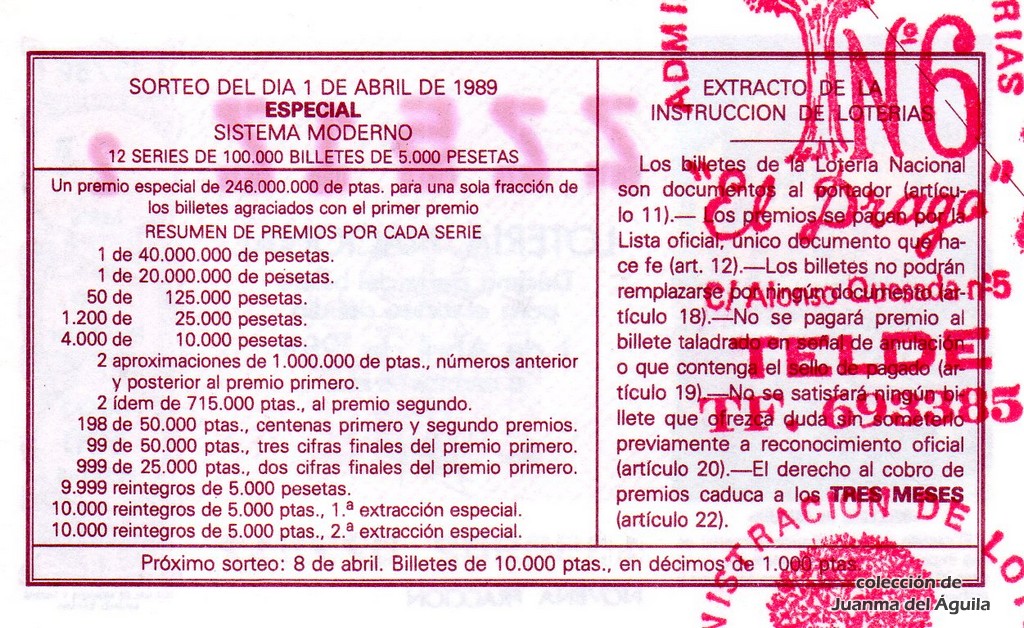 SORTEO DEL DIA 1 DE ABRIL DE 1989
ESPECIAL
SISTEMA MODERNO
12 SERIES DE 100.000 BILLETES DE 5.000 PESETAS
Un premio especial de 246.000.000 de ptas. para una sola fracción de
los billetes agraciados con el primer premio
RESUMEN DE PREMIOS POR CADA SERIE
1 de 40.000.000 de pesetas.
1 de 20.000.000 de pesetas.
50 de 125.000 pesetas.
1.200 de 25.000 pesetas.
4.000 de 10.000 pesetas.
2 aproximaciones de 1.000.000 de ptas., números anterior
y posterior al premio primero.
2 ídem de 715.000 ptas., al premio segundo.
198 de 50.000 ptas., centenas primero y segundo premios.
99 de 50.000 ptas., tres cifras finales del premio primero.
999 de 25.000 ptas., dos cifras finales del premio primero.
9.999 reintegros de 5.000 pesetas.
10.000 reintegros de 5.000 ptas., 1.ª extracción especial.
10.000 reintegros de 5.000 ptas., 2.ª extracción especial.
EXTRACTO DE LA
INSTRUCCION DE LOTERIAS
Los billetes de la Lotería Nacional
son documentos al portador (artícu-
lo 11).— Los premios se pagan por la
Lista oficial, único documento que ha-
ce fe (art. 12).—Los billetes no podrán
remplazarse por ningún documento (ar-
tículo 18).—No se pagará premio al
billete taladrado en señal de anulación
o que contenga el sello de pagado (ar-
tículo 19).—No se satisfará ningún bi-
llete que ofrezca duda sin someterlo
previamente a reconocimiento oficial
(artículo 20).—El derecho al cobro de
premios caduca a los TRES MESES
(artículo 22).
Próximo sorteo: 8 de abril. Billetes de 10.000 ptas., en décimos de 1.000 ptas.
Nº 6
"El Drago"
C/Alonso Quesada nº5
TELDE
TF.
colección de
Juanma del Águila